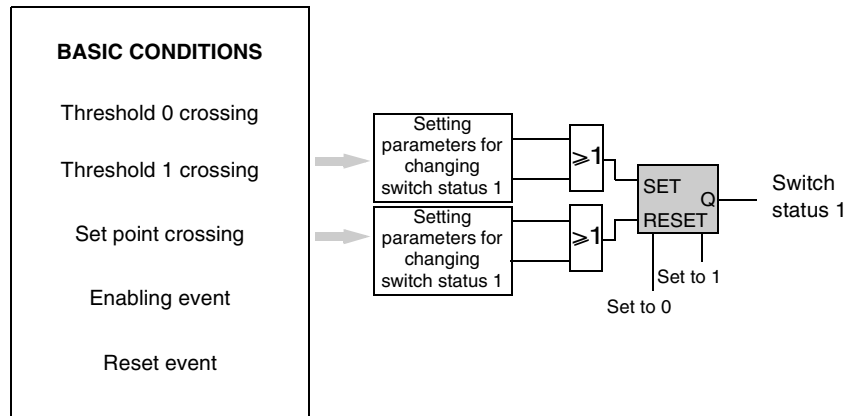 BASIC CONDITIONS
Threshold 0 crossing
Threshold 1 crossing
Set point crossing
Enabling event
Reset event
Setting
parameters for
changing
switch status 1
≥1
Setting
parameters for
changing
switch status 1
≥1
SET
Q
RESET
Switch
status 1
Set to 1
Set to 0